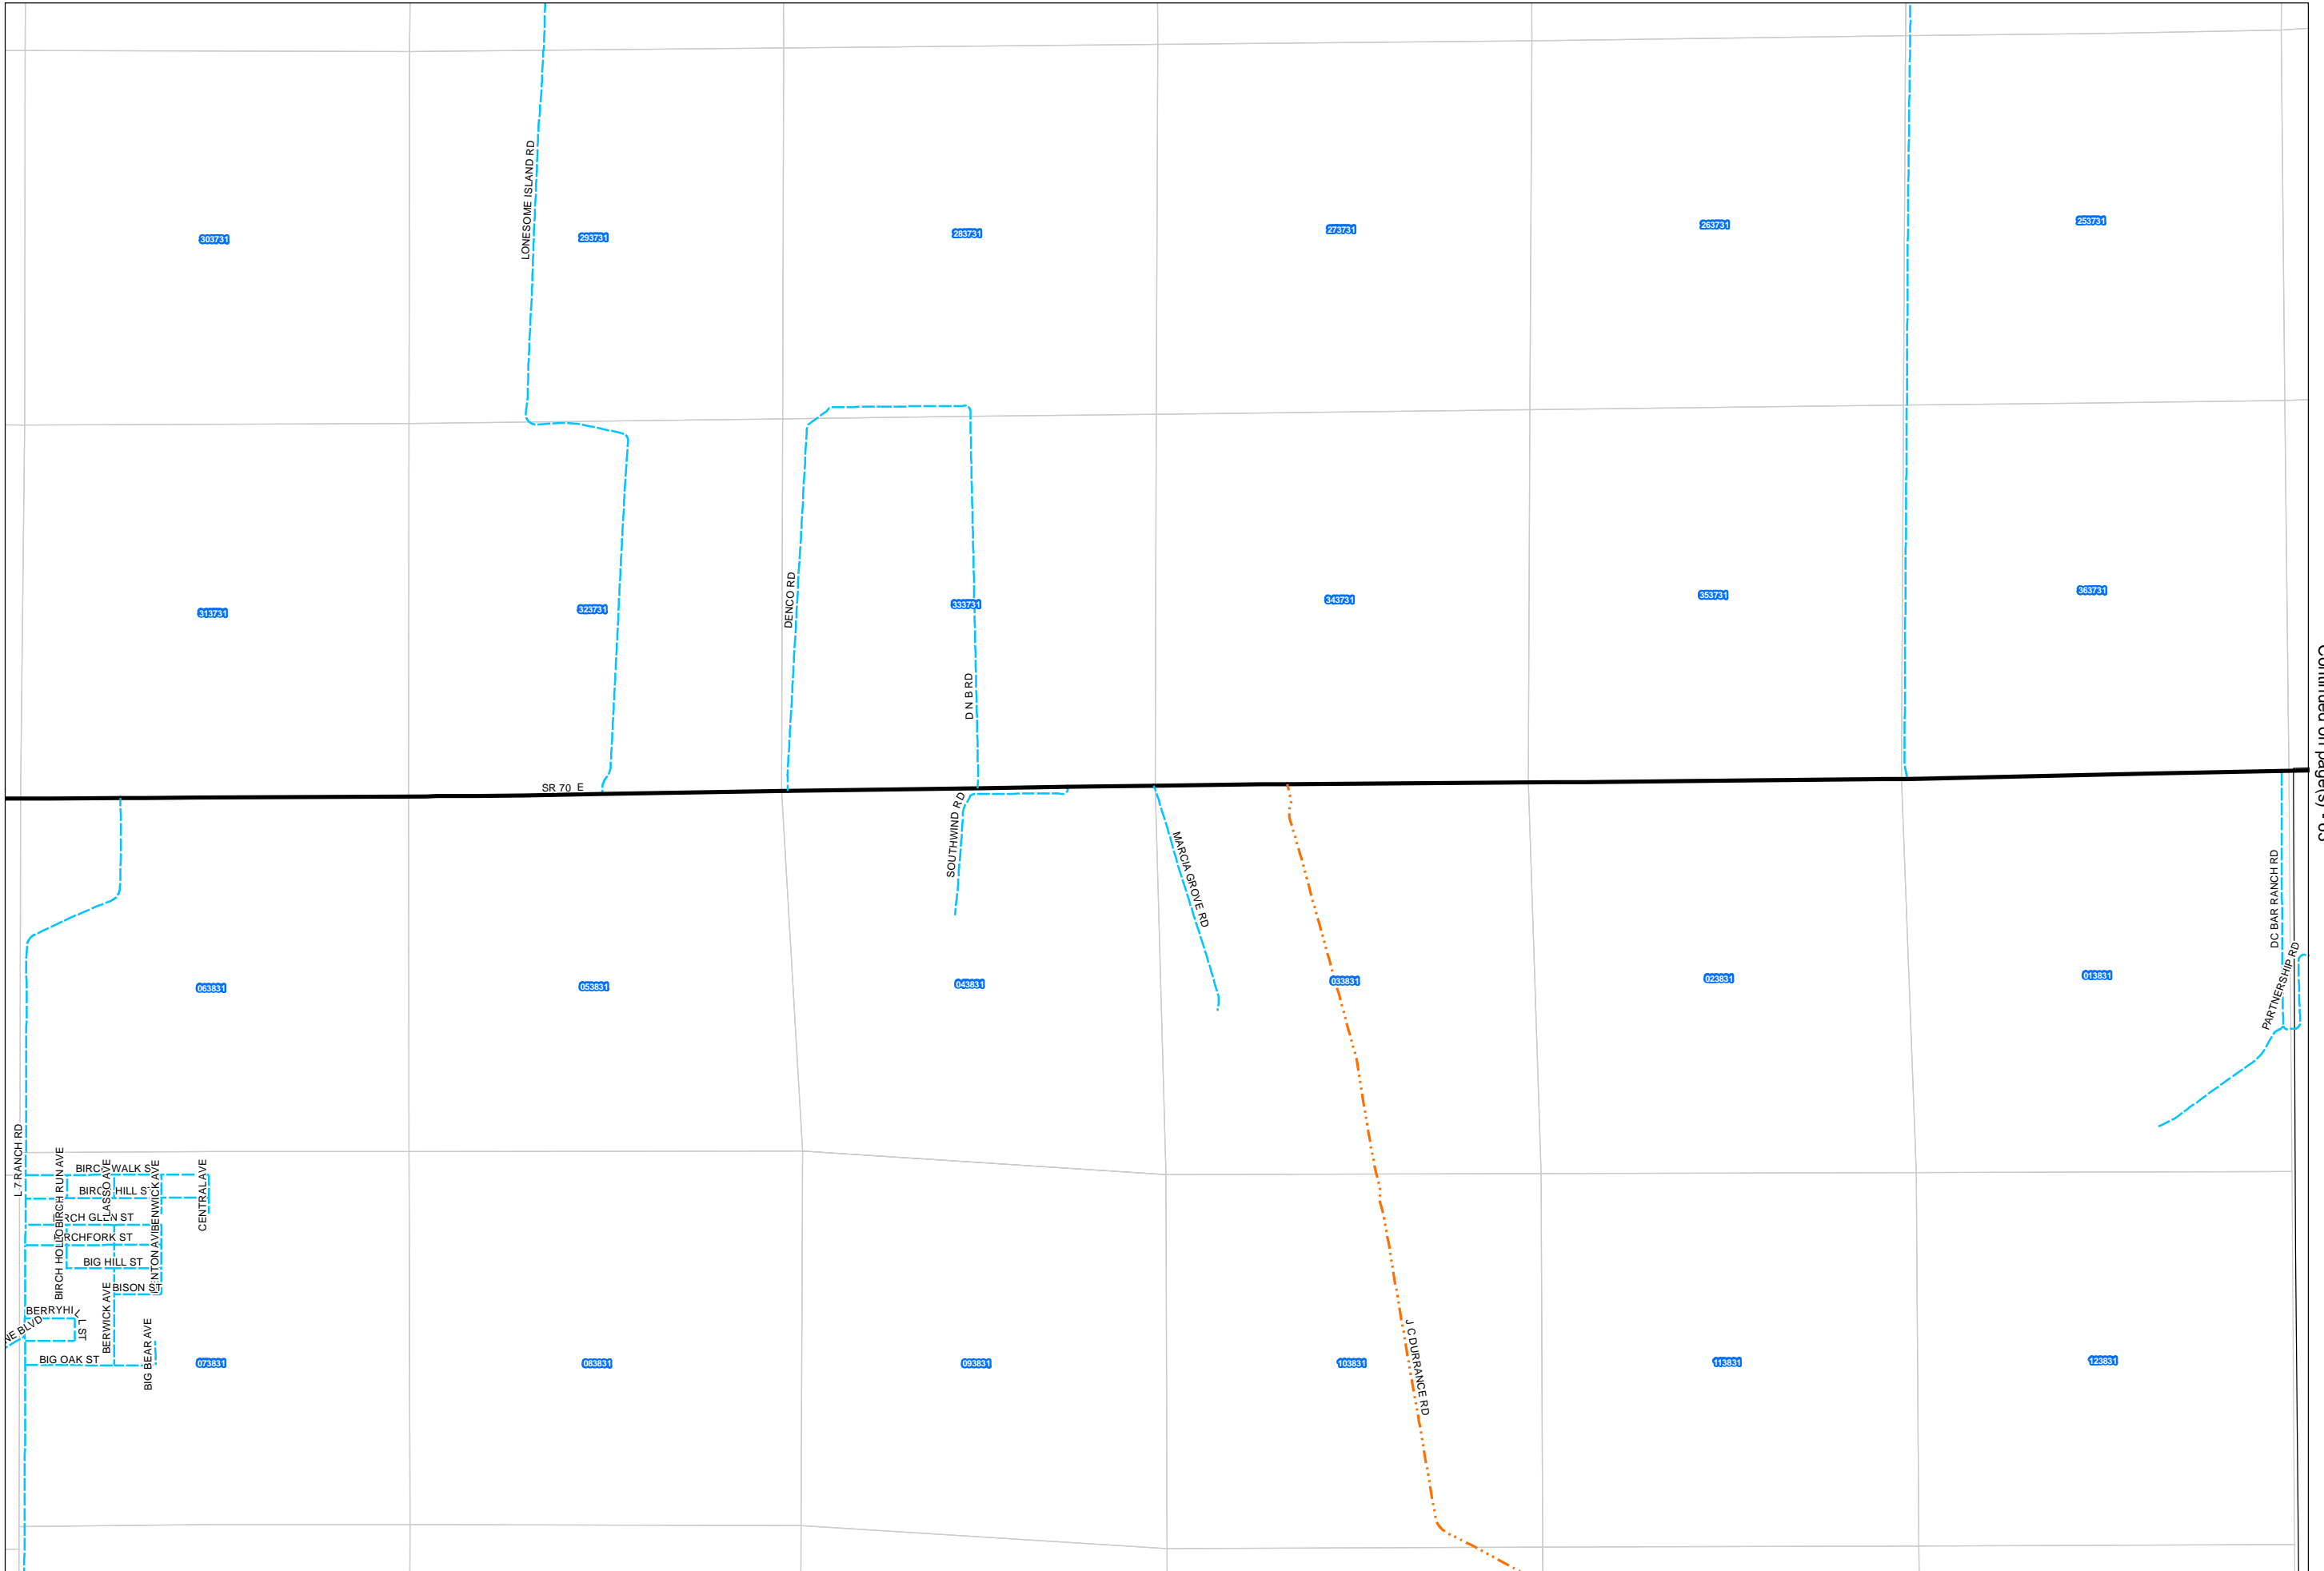 LONESOME ISLAND RD
303731
293731
283731
273731
263731
253731
DENCO RD
D N B RD
313731
323731
333731
343731
353731
363731
SR 70 E
SOUTHWIND RD
MARCIA GROVE RD
DC BAR RANCH RD
PARTNERSHIP RD
063831
053831
043831
033831
023831
013831
L 7 RANCH RD
BIRCH RUN AVE
LASSO AVE
BENWICK AVE
CENTRAL AVE
WALK S
HILL ST
RCH GLEN ST
RCHFORK ST
BIRCH HOLLO
BIG HILL ST
BISON ST
BERRYHILL ST
NE BLVD
BERWICK AVE
BIG BEAR AVE
BIG OAK ST
J C DURRANCE RD
073831
083831
093831
103831
113831
123831